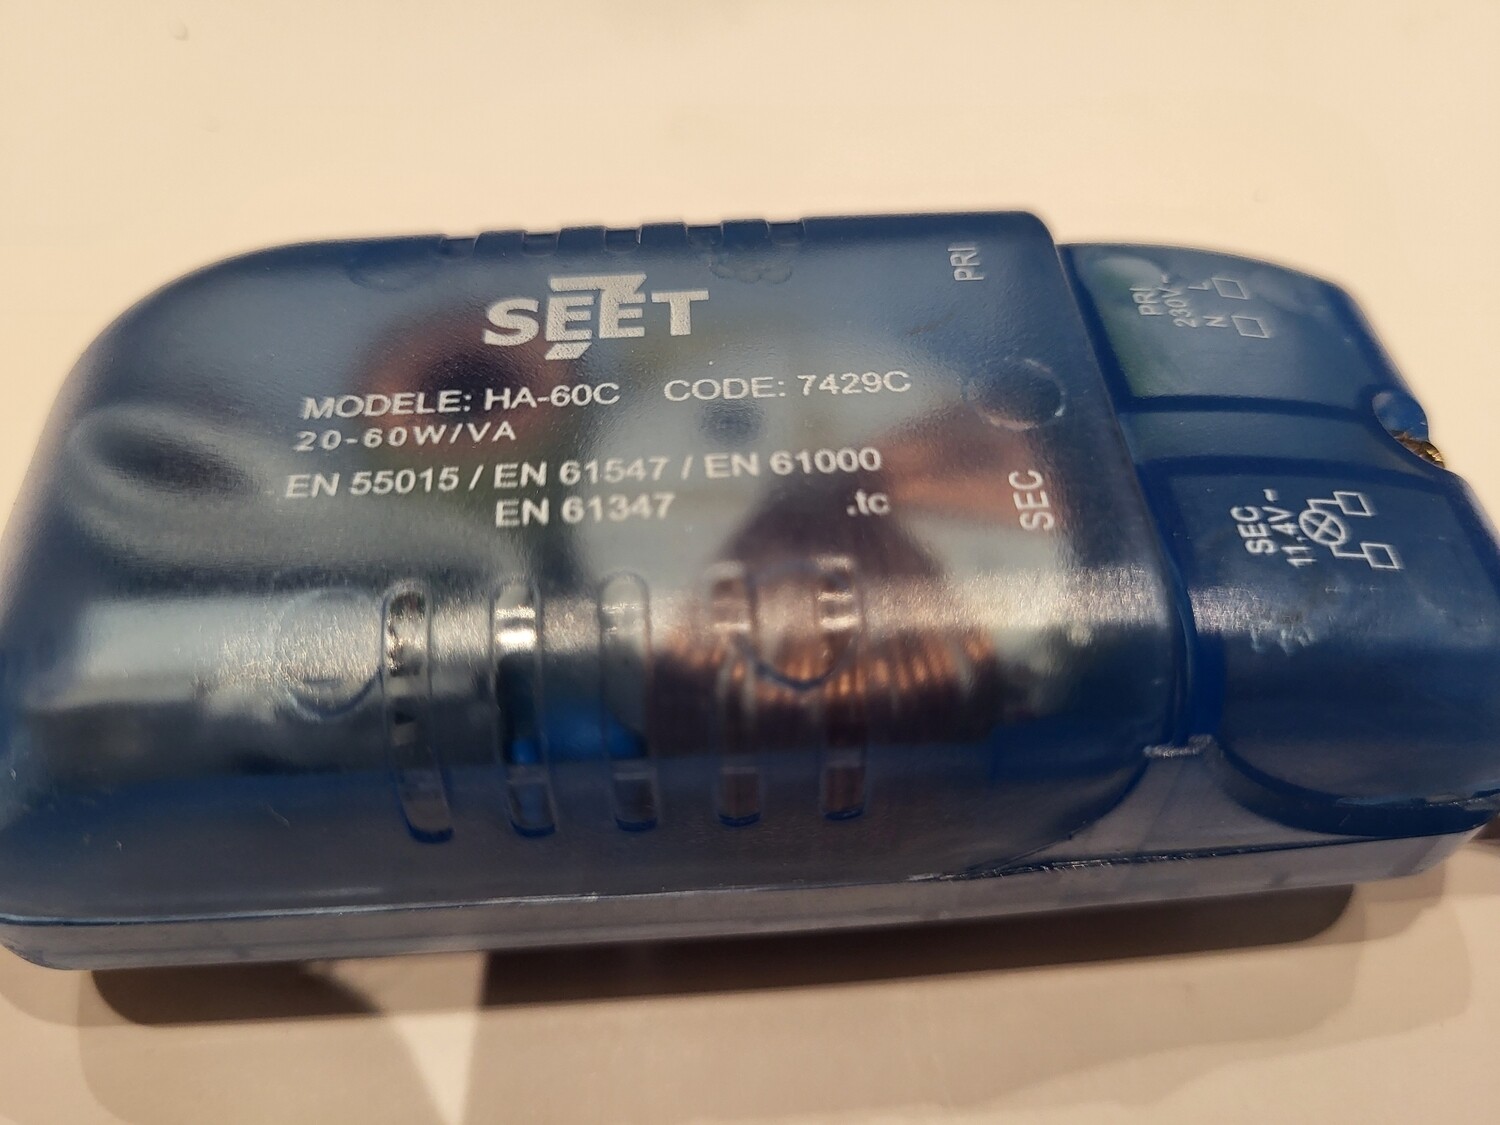 SEET
MODELE: HA-60C CODE: 7429C
20-60W/VA
EN 55015 / EN 61547 / EN 61000
EN 61347 .tc
PRI
SEC
PRI
230V~
N L
SEC
11.4V~